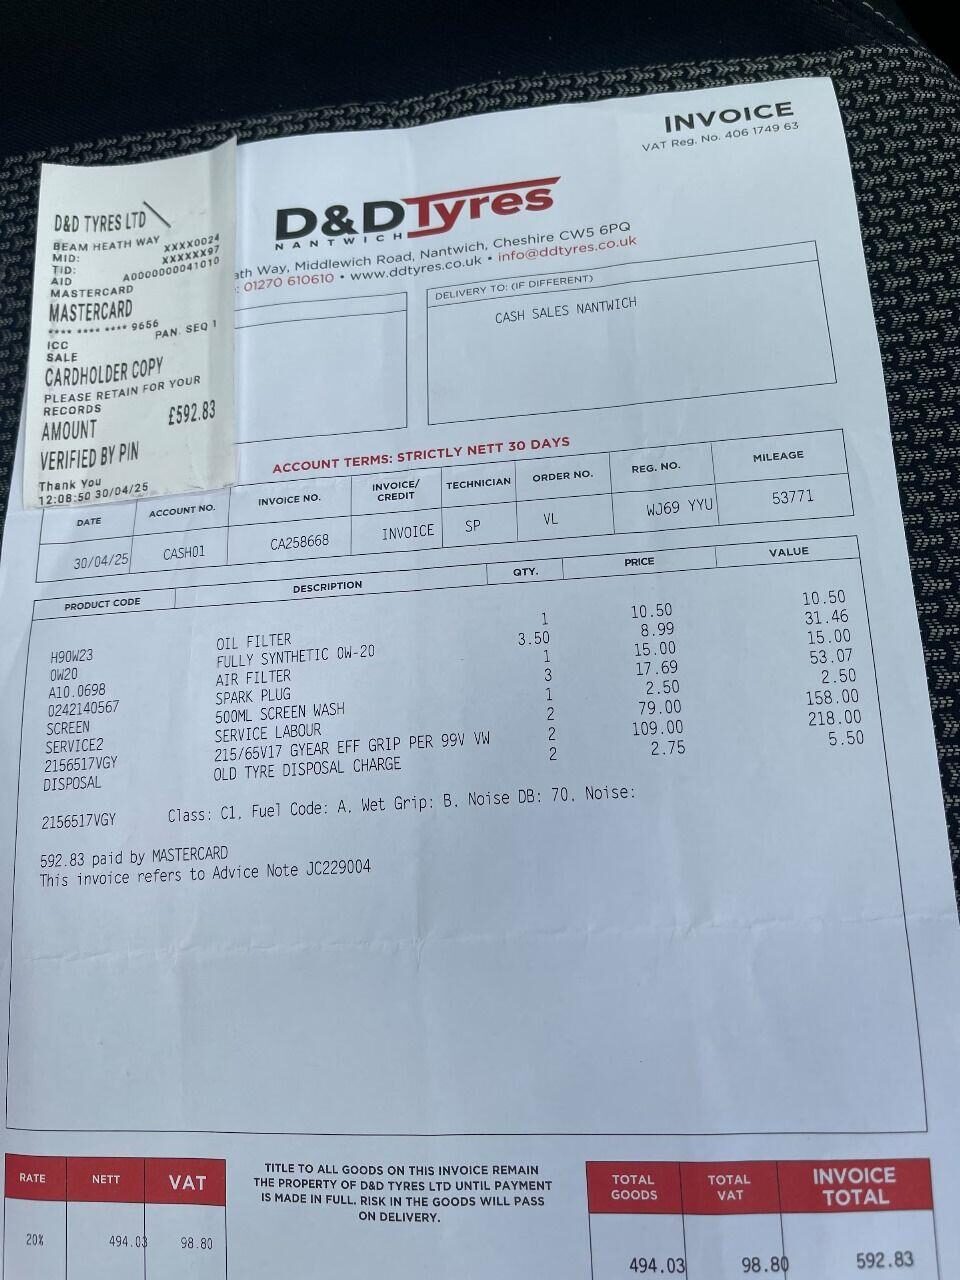 INVOICE
VAT Reg. No. 406 1749 63
D&D Tyres
NANTWICH
ath Way, Middlewich Road, Nantwich, Cheshire CW5 6PQ
: 01270 610610 • www.ddtyres.co.uk • info@ddtyres.co.uk
D&D TYRES LTD
BEAM HEATH WAY
MID: XXXX0024
TID: XXXXXX97
AID A0000000041010
MASTERCARD
MASTERCARD
**** **** **** 9656
ICC PAN. SEQ 1
SALE
CARDHOLDER COPY
PLEASE RETAIN FOR YOUR
RECORDS
AMOUNT £592.83
VERIFIED BY PIN
Thank You
12:08:50 30/04/25
DELIVERY TO: (IF DIFFERENT)
CASH SALES NANTWICH
ACCOUNT TERMS: STRICTLY NETT 30 DAYS
DATE ACCOUNT NO. INVOICE NO. INVOICE/ CREDIT TECHNICIAN ORDER NO. REG. NO. MILEAGE
30/04/25 CASH01 CA258668 INVOICE SP VL WJ69 YYU 53771
PRODUCT CODE DESCRIPTION QTY. PRICE VALUE
H90W23 OIL FILTER 1 10.50 10.50
0W20 FULLY SYNTHETIC 0W-20 3.50 8.99 31.46
A10.0698 AIR FILTER 1 15.00 15.00
0242140567 SPARK PLUG 3 17.69 53.07
SCREEN 500ML SCREEN WASH 1 2.50 2.50
SERVICE2 SERVICE LABOUR 2 79.00 158.00
2156517VGY 215/65V17 GYEAR EFF GRIP PER 99V VW 2 109.00 218.00
DISPOSAL OLD TYRE DISPOSAL CHARGE 2 2.75 5.50
2156517VGY Class: C1, Fuel Code: A, Wet Grip: B, Noise DB: 70, Noise:
592.83 paid by MASTERCARD
This invoice refers to Advice Note JC229004
RATE NETT VAT
20% 494.03 98.80
TITLE TO ALL GOODS ON THIS INVOICE REMAIN
THE PROPERTY OF D&D TYRES LTD UNTIL PAYMENT
IS MADE IN FULL. RISK IN THE GOODS WILL PASS
ON DELIVERY.
TOTAL GOODS TOTAL VAT INVOICE TOTAL
494.03 98.80 592.83